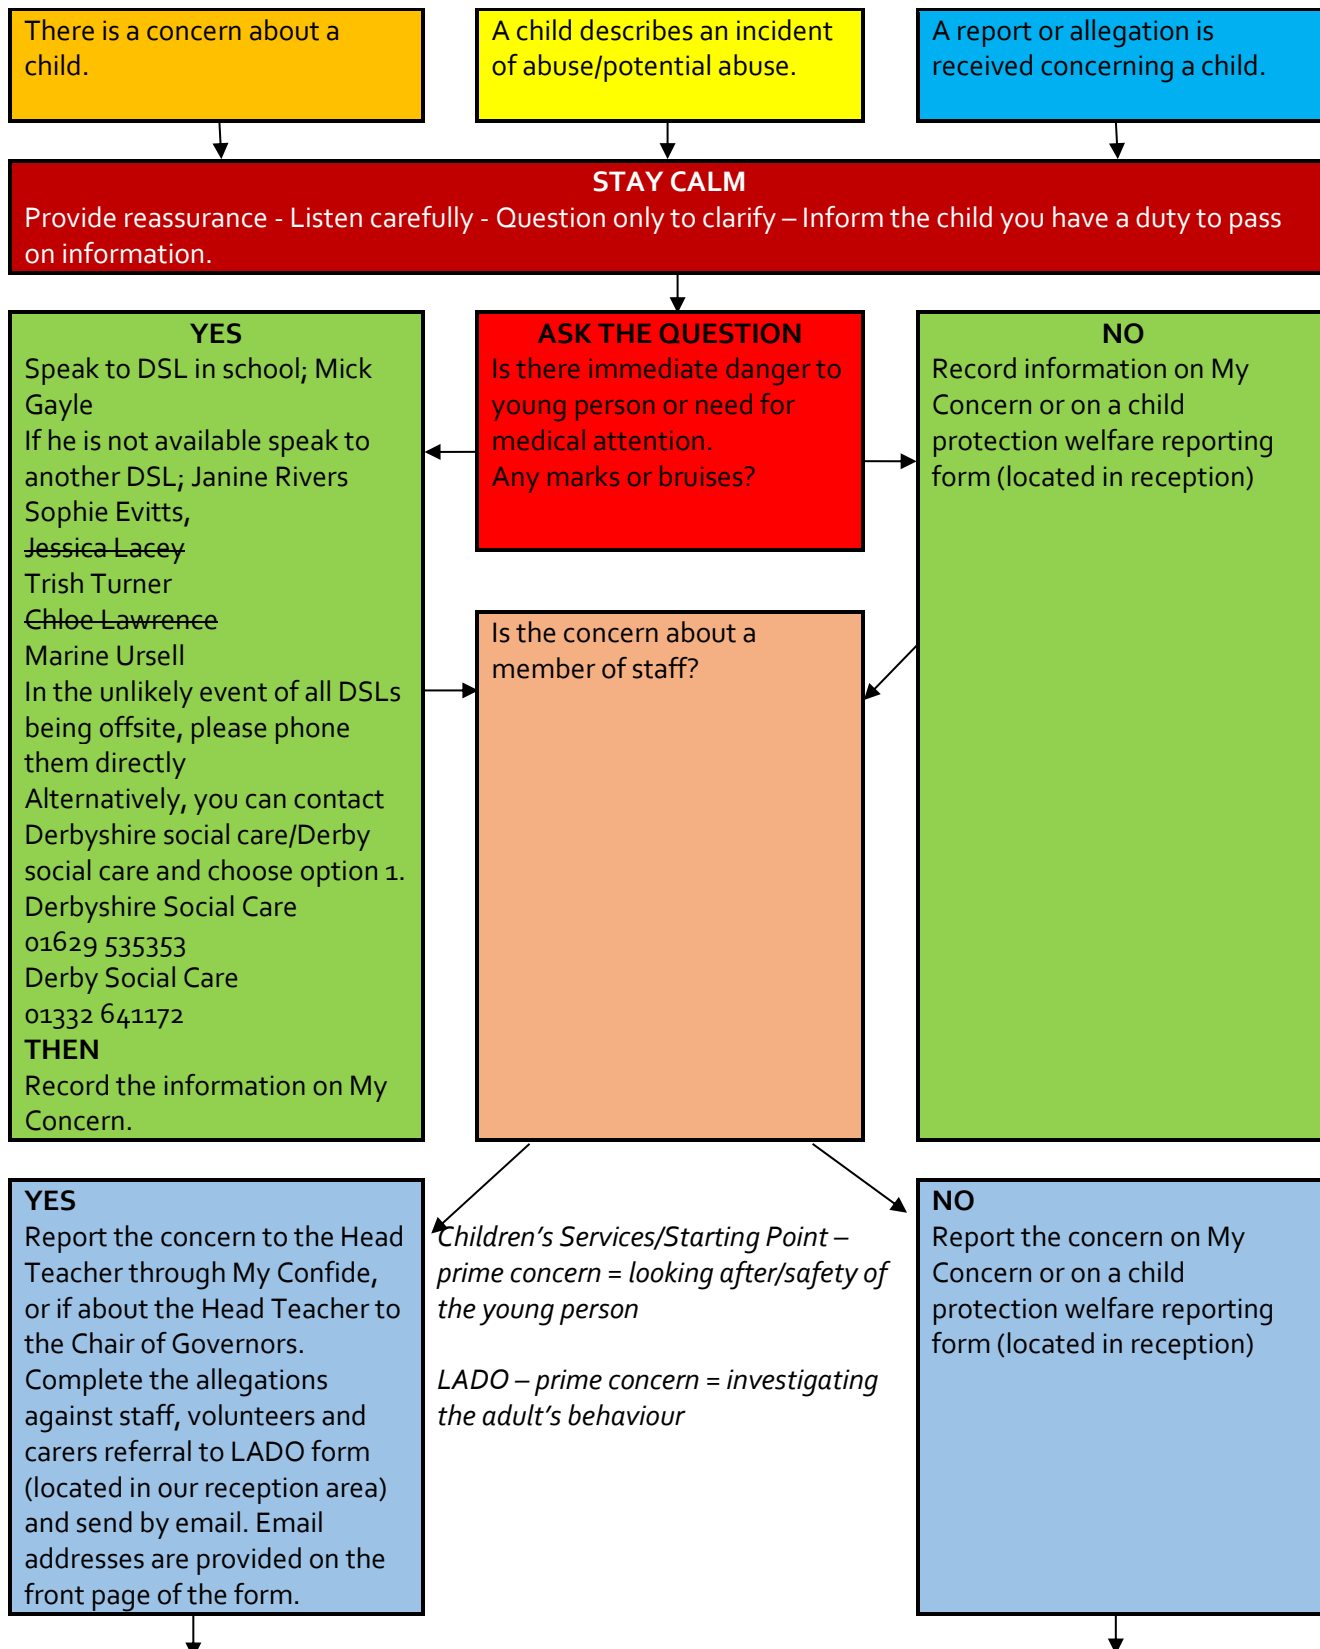 There is a concern about a
child.
A child describes an incident
of abuse/potential abuse.
A report or allegation is
received concerning a child.
STAY CALM
Provide reassurance - Listen carefully - Question only to clarify – Inform the child you have a duty to pass
on information.
YES
Speak to DSL in school; Mick
Gayle
If he is not available speak to
another DSL; Janine Rivers
Sophie Evitts,
Jessica Lacey
Trish Turner
Chloe Lawrence
Marine Ursell
In the unlikely event of all DSLs
being offsite, please phone
them directly
Alternatively, you can contact
Derbyshire social care/Derby
social care and choose option 1.
Derbyshire Social Care
01629 535353
Derby Social Care
01332 641172
THEN
Record the information on My
Concern.
ASK THE QUESTION
Is there immediate danger to
young person or need for
medical attention.
Any marks or bruises?
NO
Record information on My
Concern or on a child
protection welfare reporting
form (located in reception)
Is the concern about a
member of staff?
YES
Report the concern to the Head
Teacher through My Confide,
or if about the Head Teacher to
the Chair of Governors.
Complete the allegations
against staff, volunteers and
carers referral to LADO form
(located in our reception area)
and send by email. Email
addresses are provided on the
front page of the form.
Children's Services/Starting Point –
prime concern = looking after/safety of
the young person
LADO – prime concern = investigating
the adult's behaviour
NO
Report the concern on My
Concern or on a child
protection welfare reporting
form (located in reception)